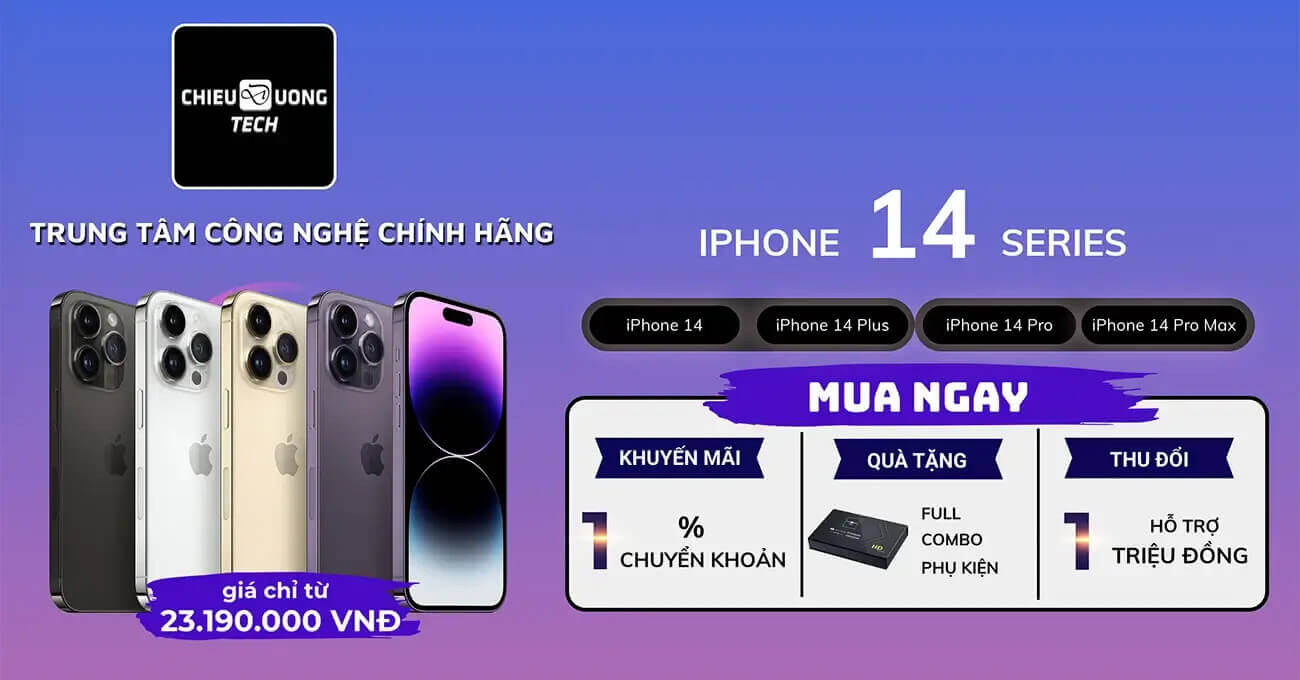 CHIEU DUONG
TECH
TRUNG TÂM CÔNG NGHỆ CHÍNH HÃNG
giá chỉ từ
23.190.000 VNĐ
IPHONE 14 SERIES
iPhone 14
iPhone 14 Plus
iPhone 14 Pro
iPhone 14 Pro Max
MUA NGAY
KHUYẾN MÃI
1 %
CHUYỂN KHOẢN
QUÀ TẶNG
FULL
COMBO
PHỤ KIỆN
HD
THU ĐỔI
1 HỖ TRỢ
TRIỆU ĐỒNG